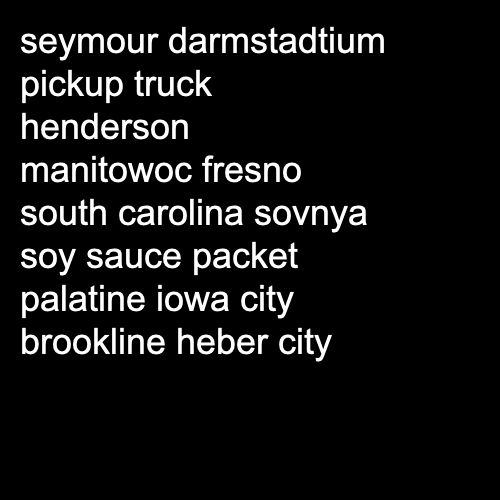 seymour darmstadtium
pickup truck
henderson
manitowoc fresno
south carolina sovnya
soy sauce packet
palatine iowa city
brookline heber city